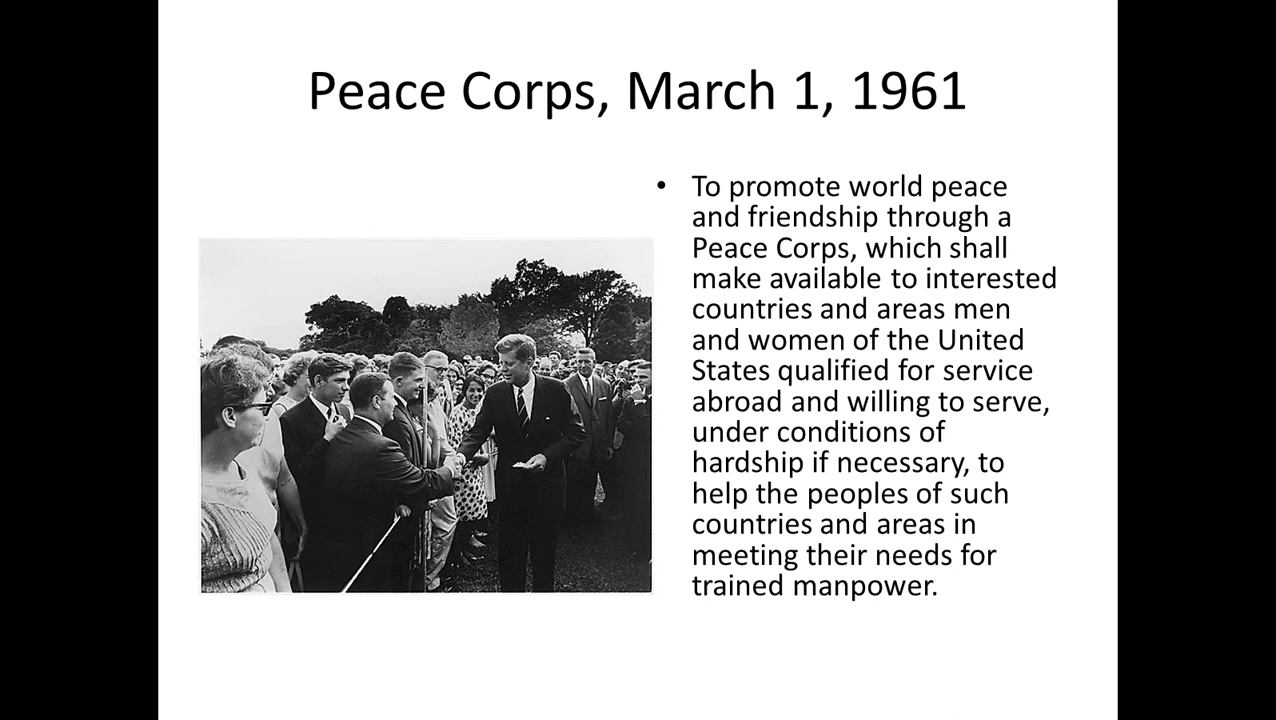 Peace Corps, March 1, 1961
• To promote world peace
and friendship through a
Peace Corps, which shall
make available to interested
countries and areas men
and women of the United
States qualified for service
abroad and willing to serve,
under conditions of
hardship if necessary, to
help the peoples of such
countries and areas in
meeting their needs for
trained manpower.